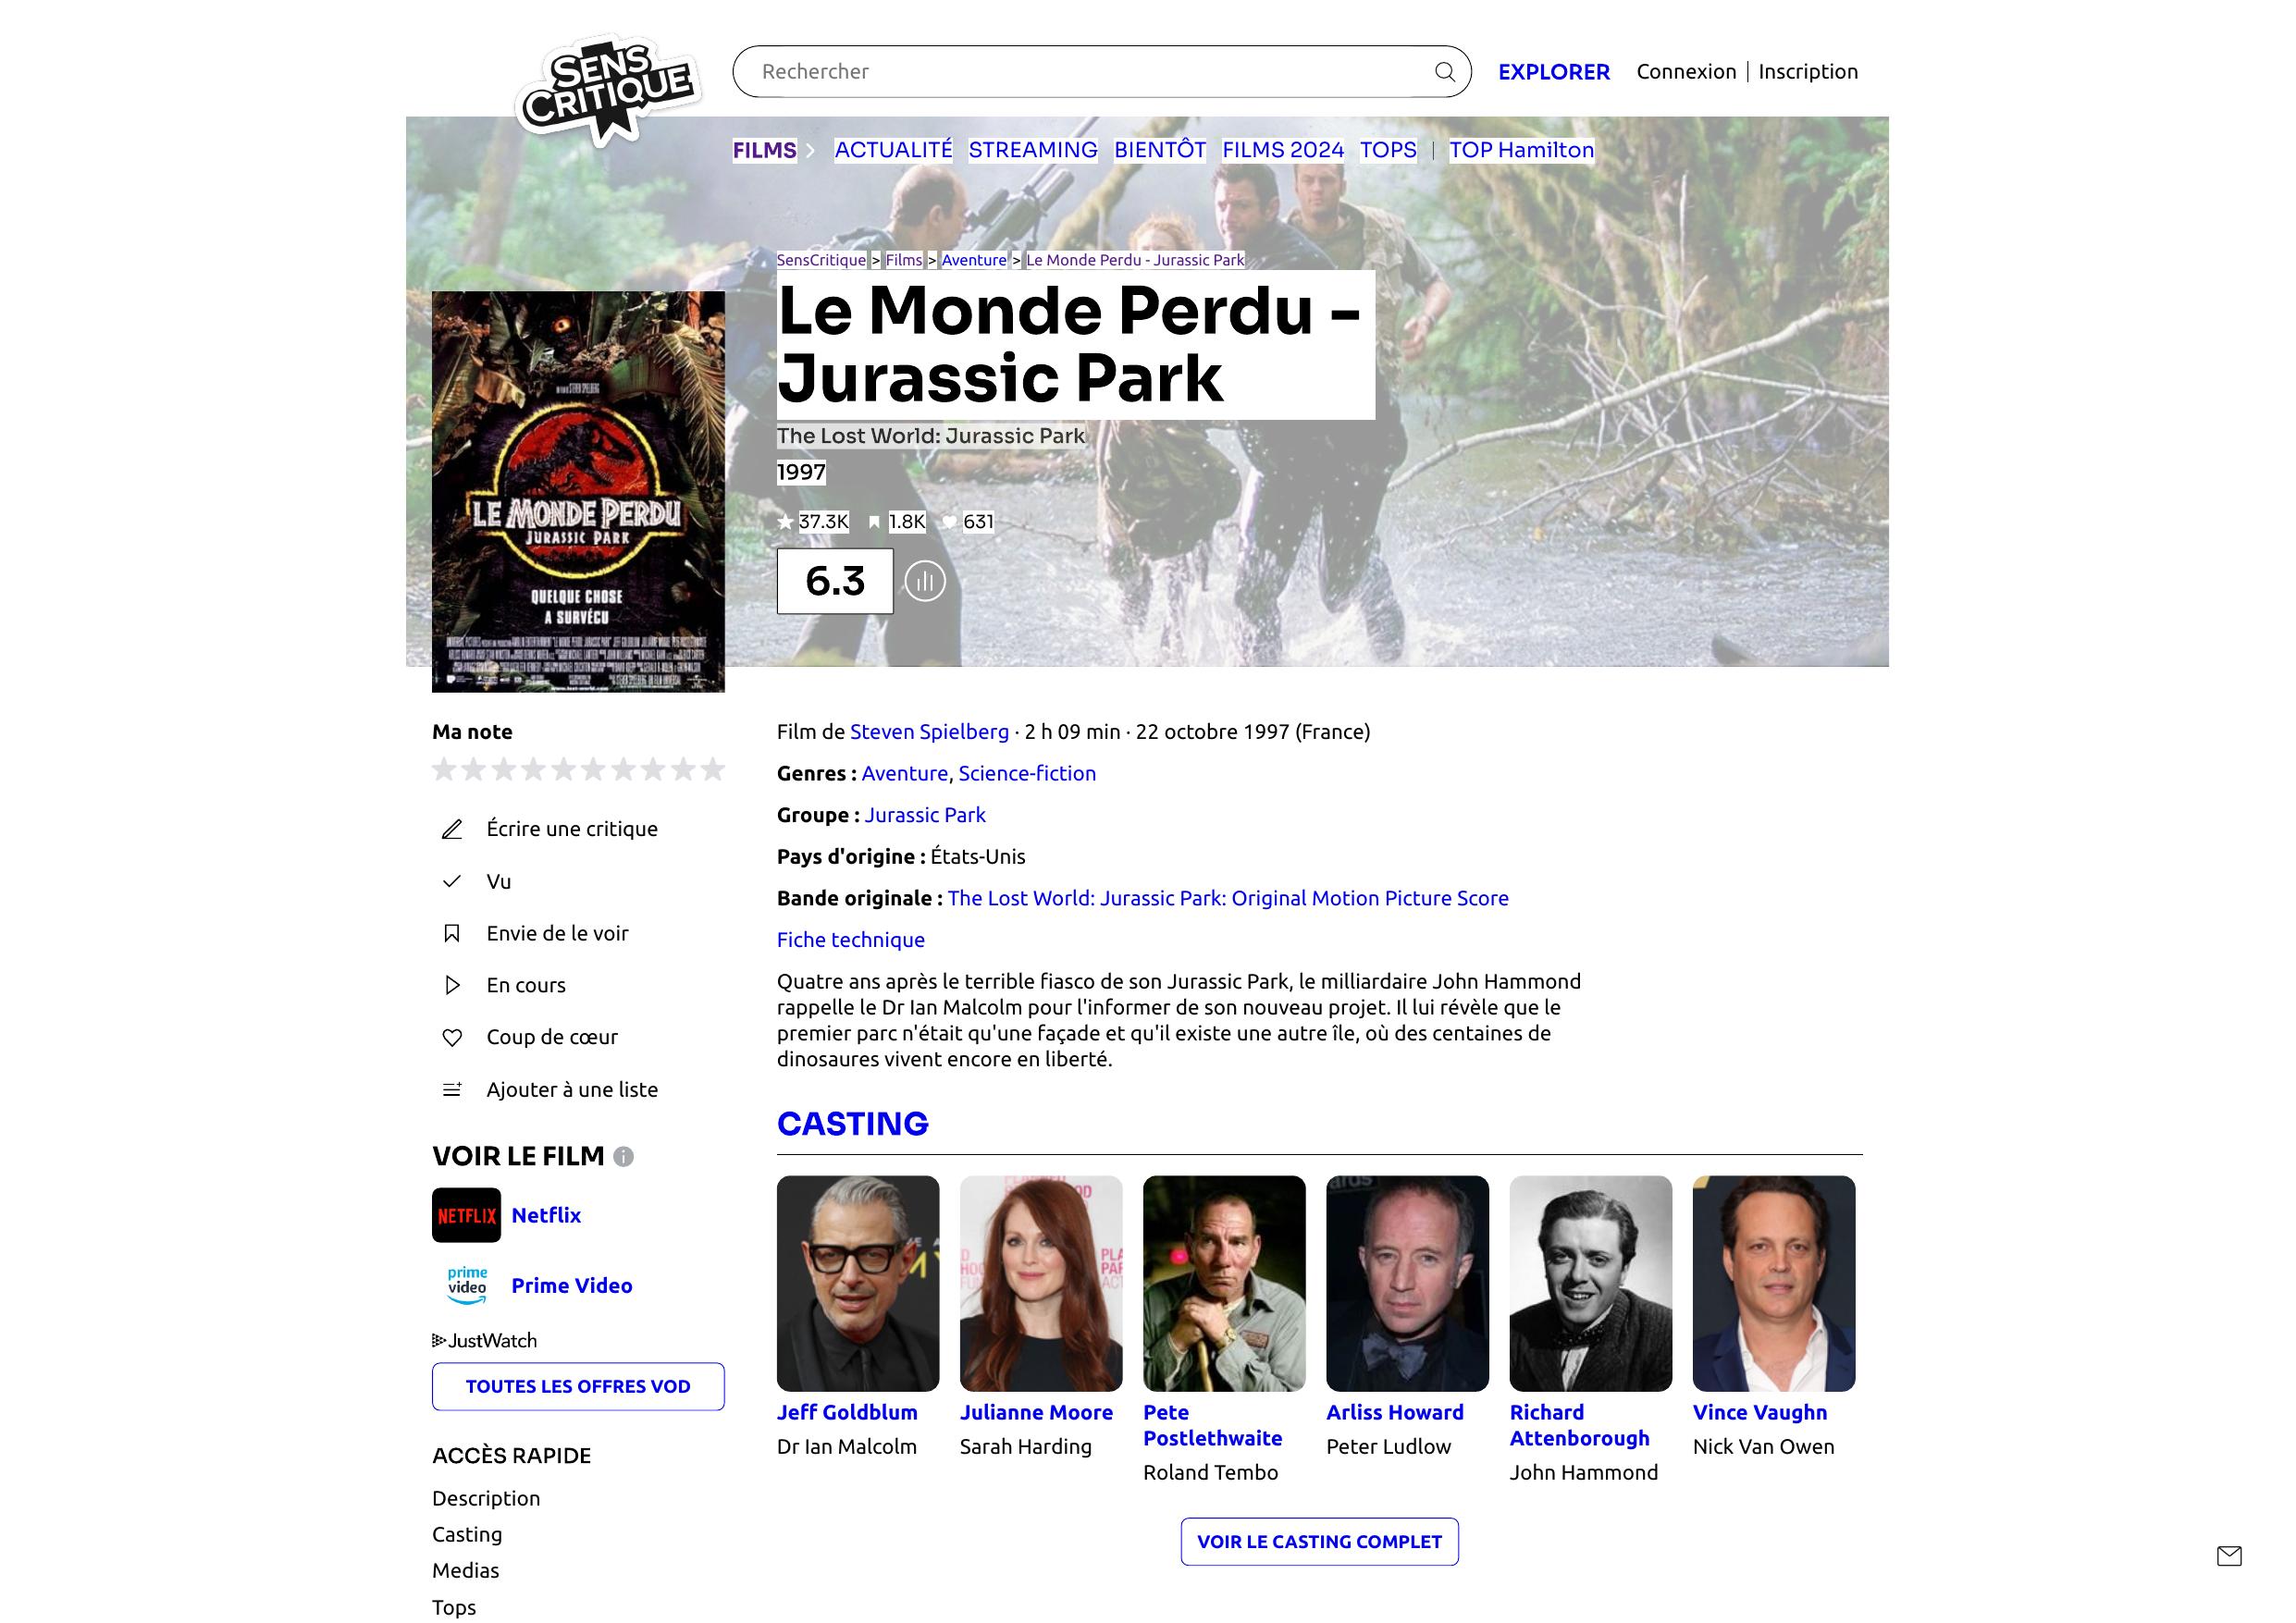 SENS
CRITIQUE
Rechercher
EXPLORER
Connexion
Inscription
FILMS
ACTUALITÉ
STREAMING
BIENTÔT
FILMS 2024
TOPS
TOP Hamilton
SensCritique > Films > Aventure > Le Monde Perdu - Jurassic Park
Le Monde Perdu -
Jurassic Park
The Lost World: Jurassic Park
1997
37.3K 1.8K 631
6.3
LE MONDE PERDU
JURASSIC PARK
QUELQUE CHOSE
A SURVÉCU
Ma note
Écrire une critique
Vu
Envie de le voir
En cours
Coup de cœur
Ajouter à une liste
VOIR LE FILM
NETFLIX
Netflix
prime
video
Prime Video
JustWatch
TOUTES LES OFFRES VOD
ACCÈS RAPIDE
Description
Casting
Medias
Tops
Film de Steven Spielberg · 2 h 09 min · 22 octobre 1997 (France)
Genres : Aventure, Science-fiction
Groupe : Jurassic Park
Pays d'origine : États-Unis
Bande originale : The Lost World: Jurassic Park: Original Motion Picture Score
Fiche technique
Quatre ans après le terrible fiasco de son Jurassic Park, le milliardaire John Hammond
rappelle le Dr Ian Malcolm pour l'informer de son nouveau projet. Il lui révèle que le
premier parc n'était qu'une façade et qu'il existe une autre île, où des centaines de
dinosaures vivent encore en liberté.
CASTING
Jeff Goldblum
Dr Ian Malcolm
Julianne Moore
Sarah Harding
Pete
Postlethwaite
Roland Tembo
Arliss Howard
Peter Ludlow
Richard
Attenborough
John Hammond
Vince Vaughn
Nick Van Owen
VOIR LE CASTING COMPLET